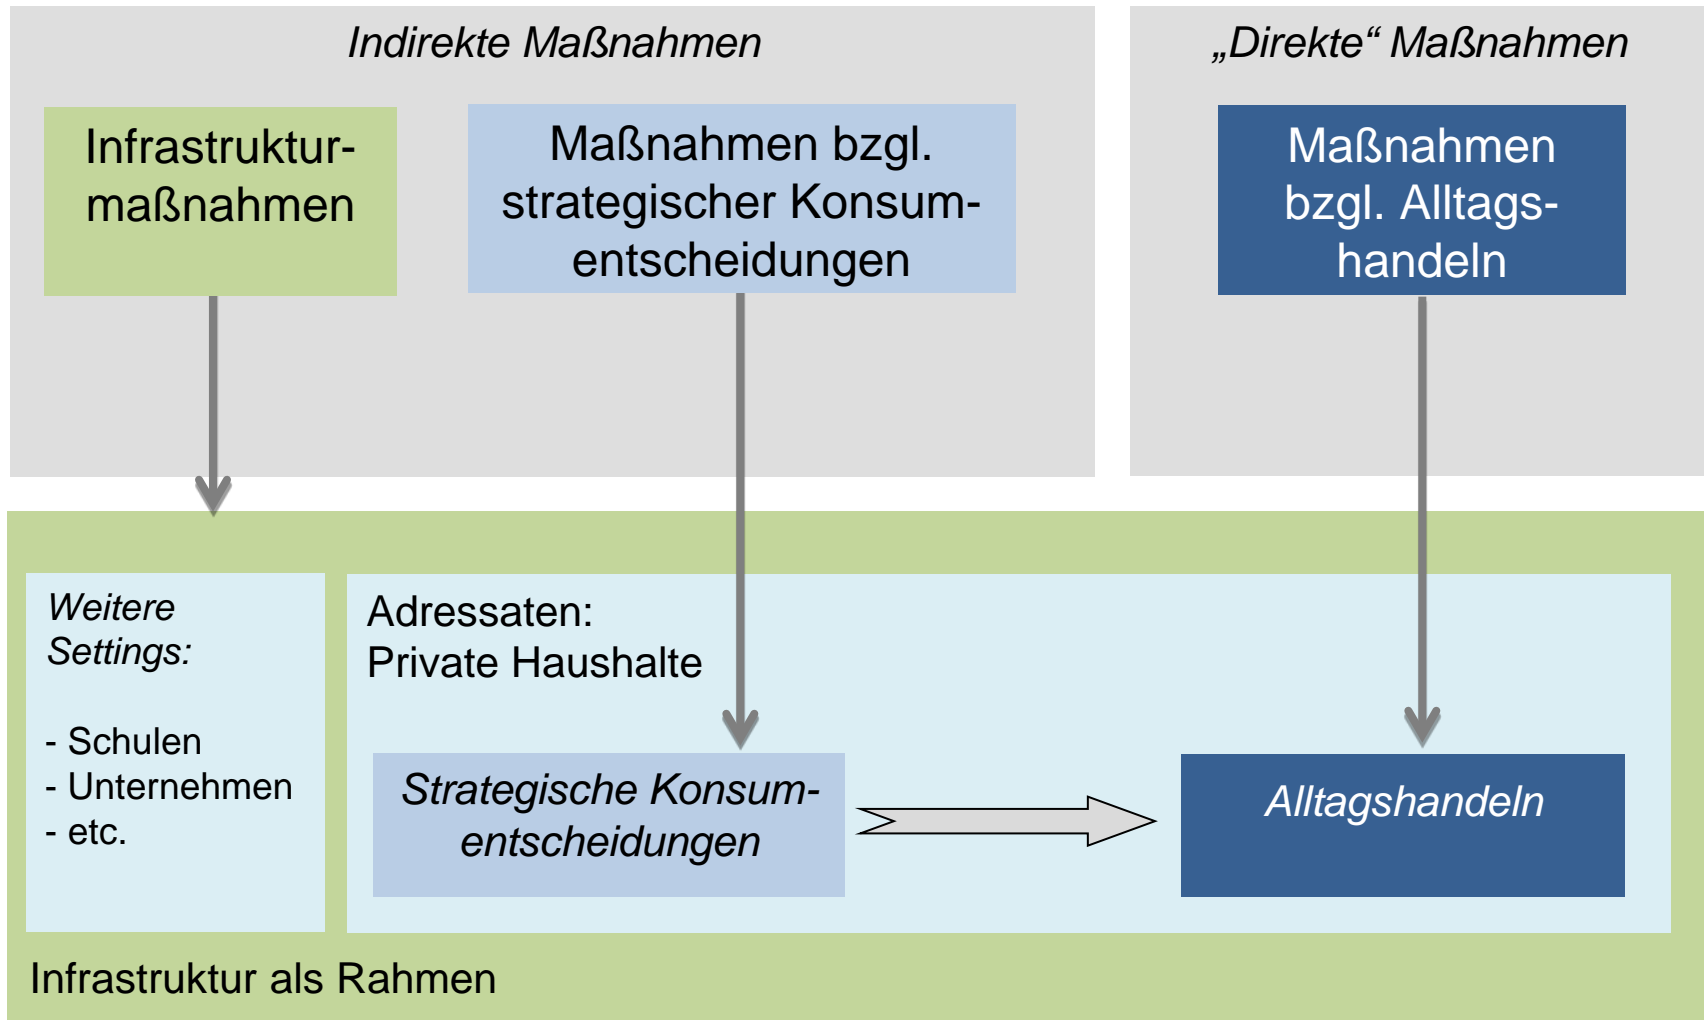 Indirekte Maßnahmen
„Direkte“ Maßnahmen
Infrastruktur-
maßnahmen
Maßnahmen bzgl.
strategischer Konsum-
entscheidungen
Maßnahmen
bzgl. Alltags-
handeln
Weitere
Settings:
- Schulen
- Unternehmen
- etc.
Adressaten:
Private Haushalte
Strategische Konsum-
entscheidungen
Alltagshandeln
Infrastruktur als Rahmen